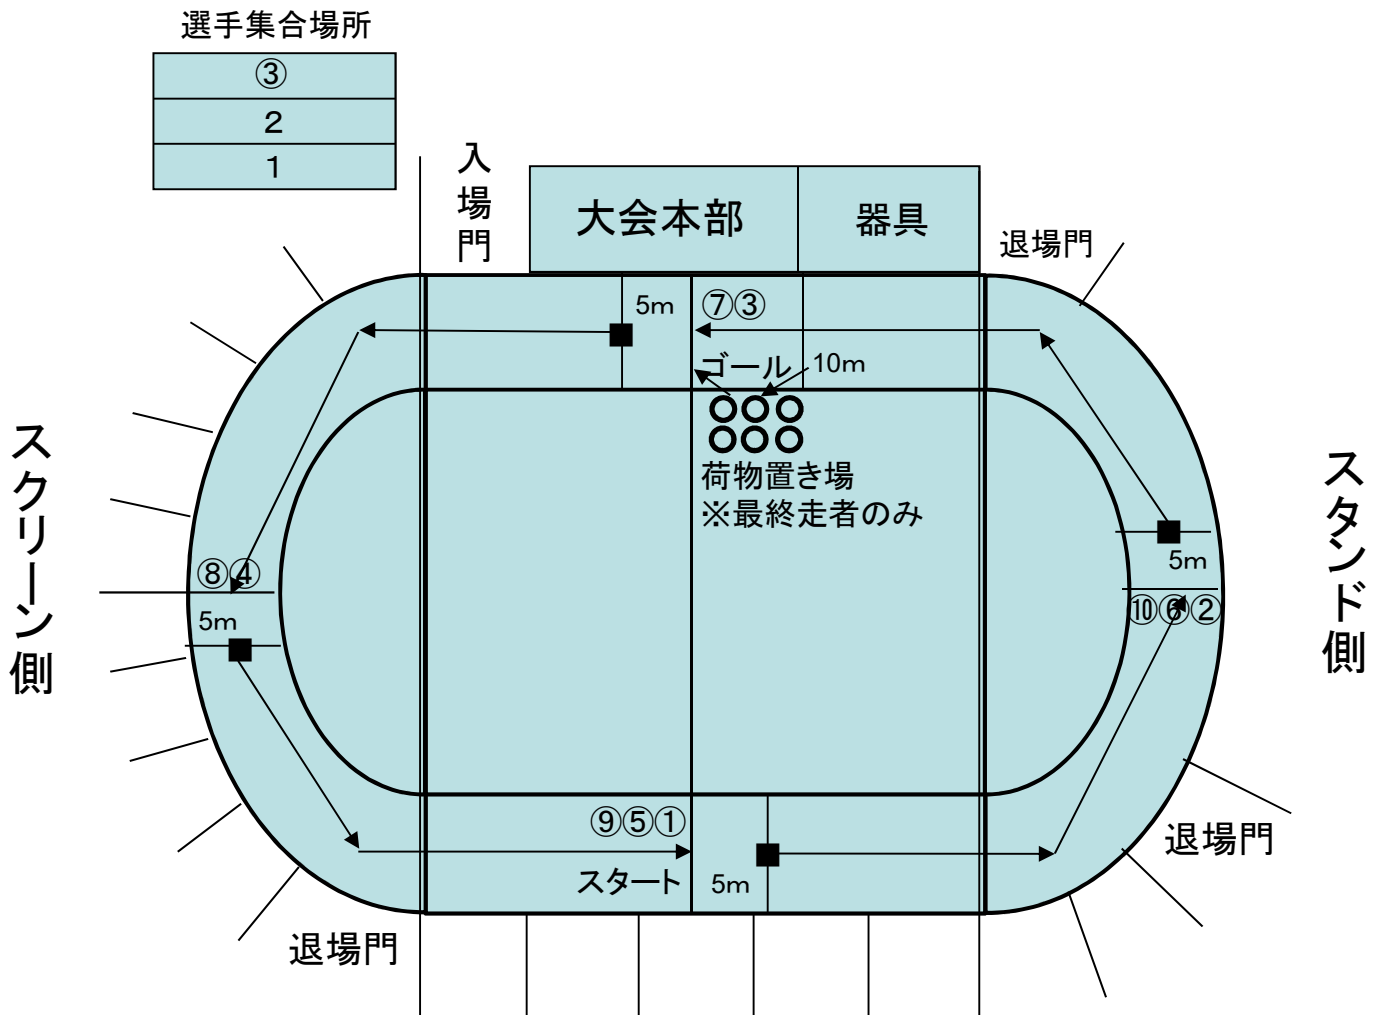 選手集合場所
③
2
1
入場門
大会本部
器具
退場門
5m
⑦③
ゴール
10m
荷物置き場
※最終走者のみ
スクリーン側
スタンド側
⑧④
5m
5m
⑩⑥②
⑨⑤①
スタート
5m
退場門
退場門